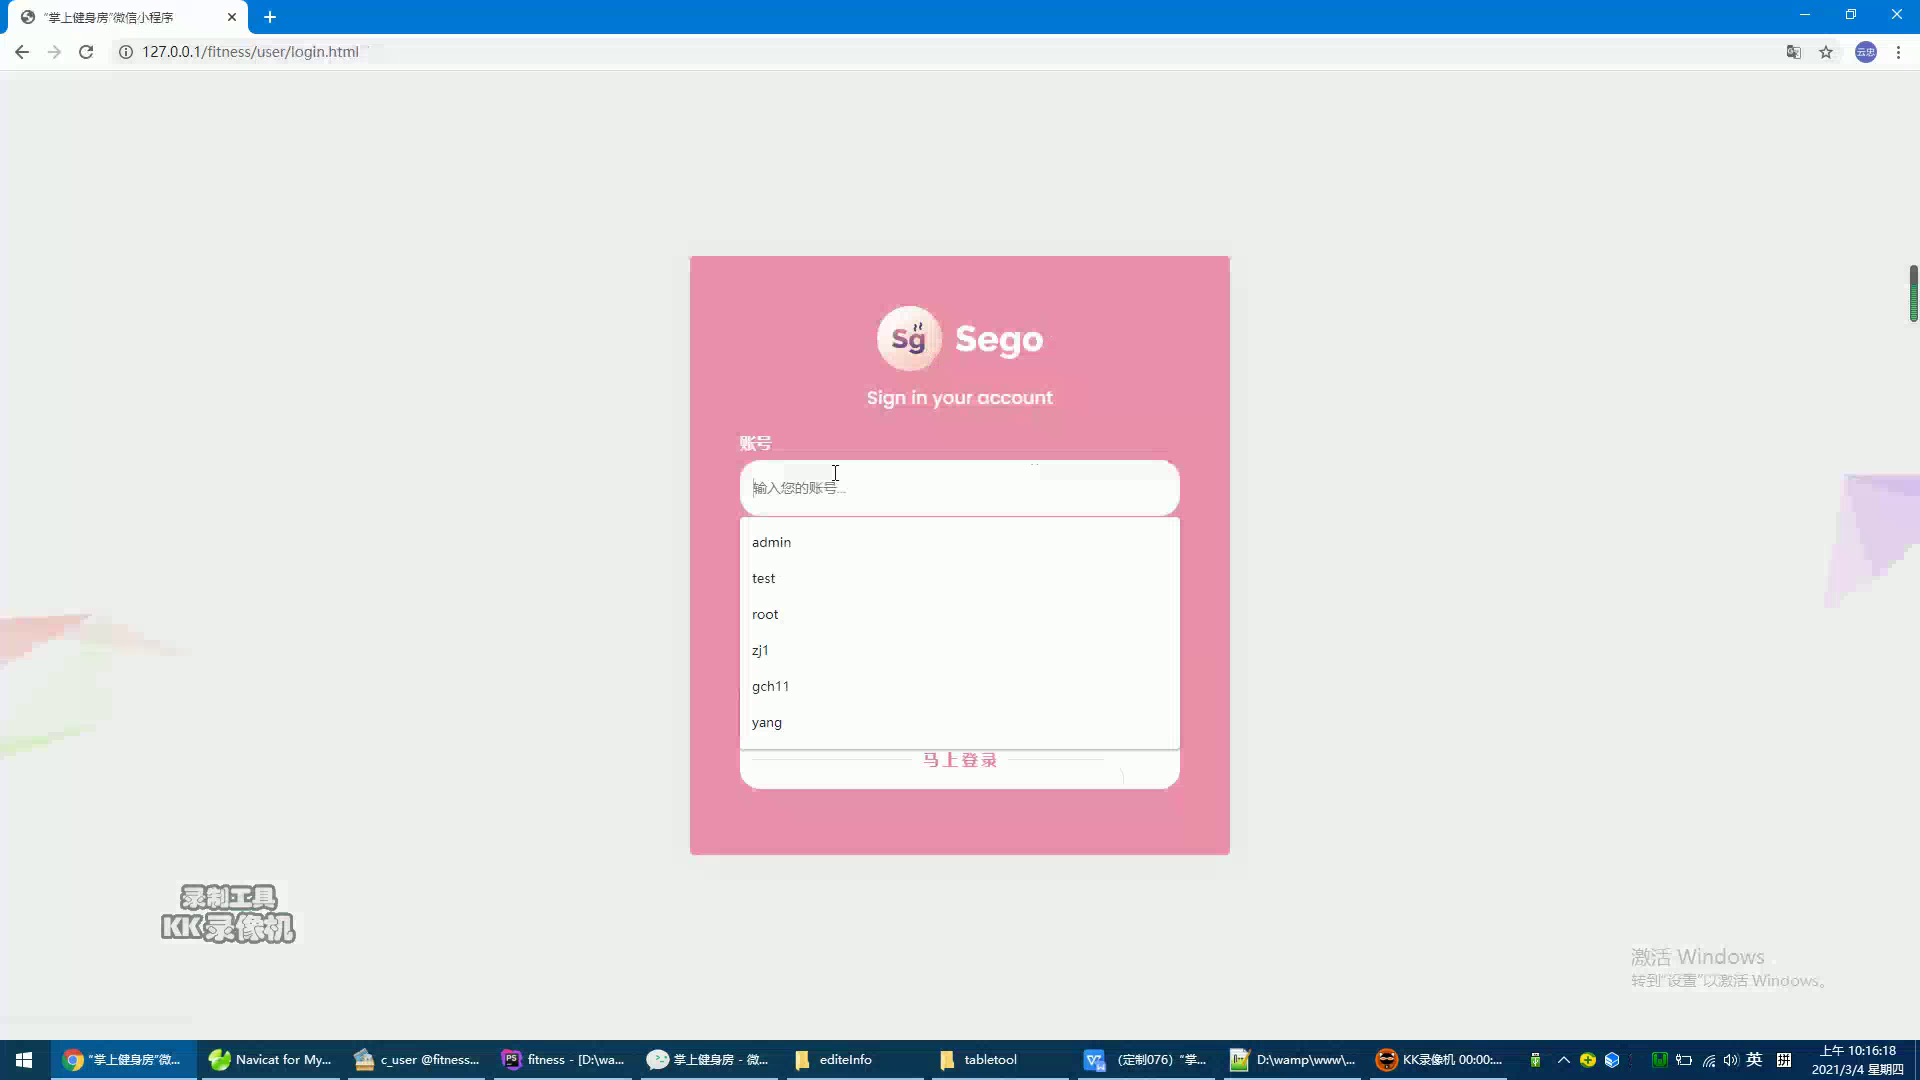 “掌上健身房”微信小程序
127.0.0.1/fitness/user/login.html
云忠
Sg Sego
Sign in your account
账号
输入您的账号...
admin
test
root
zj1
gch11
yang
马上登录
录制工具
KK录像机
激活 Windows
转到“设置”以激活 Windows。
“掌上健身房”微...
Navicat for My...
c_user @fitness...
fitness - [D:\wa...
掌上健身房 - 微...
editeInfo
tabletool
(定制076)“掌...
D:\wamp\www\...
KK录像机 00:00:...
英
拼
上午 10:16:18
2021/3/4 星期四